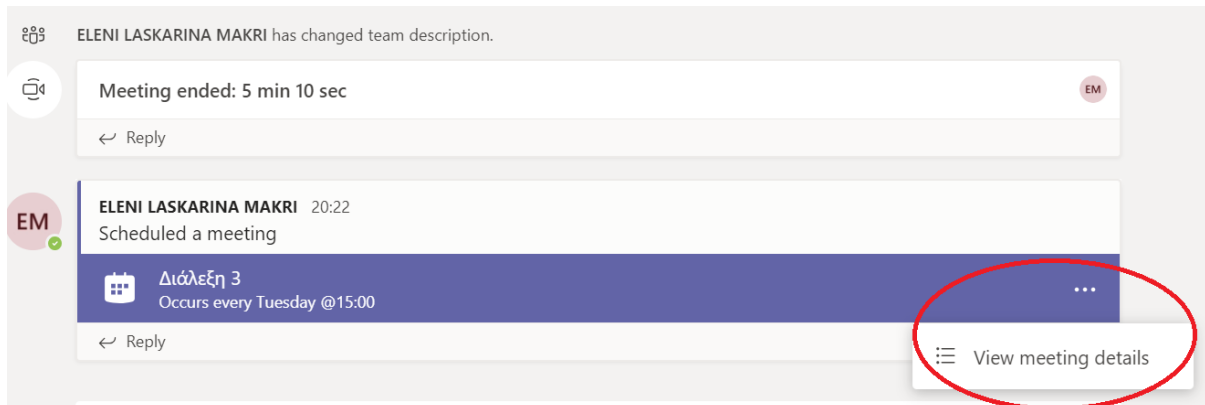 ELENI LASKARINA MAKRI has changed team description.
Meeting ended: 5 min 10 sec
EM
Reply
EM
ELENI LASKARINA MAKRI 20:22
Scheduled a meeting
Διάλεξη 3
Occurs every Tuesday @15:00
Reply
View meeting details